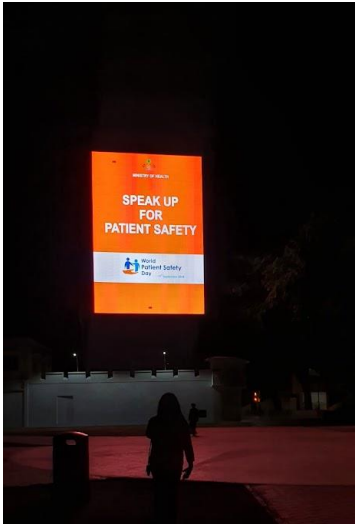 MINISTRY OF HEALTH
SPEAK UP
FOR
PATIENT SAFETY
World
Patient Safety
Day